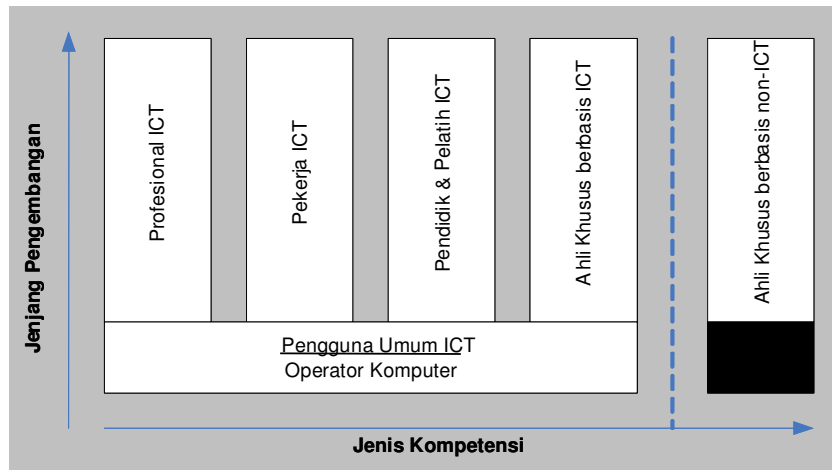 Jenjang Pengembangan
Profesional ICT
Pekerja ICT
Pendidik & Pelatih ICT
Ahli Khusus berbasis ICT
Ahli Khusus berbasis non-ICT
Pengguna Umum ICT
Operator Komputer
Jenis Kompetensi